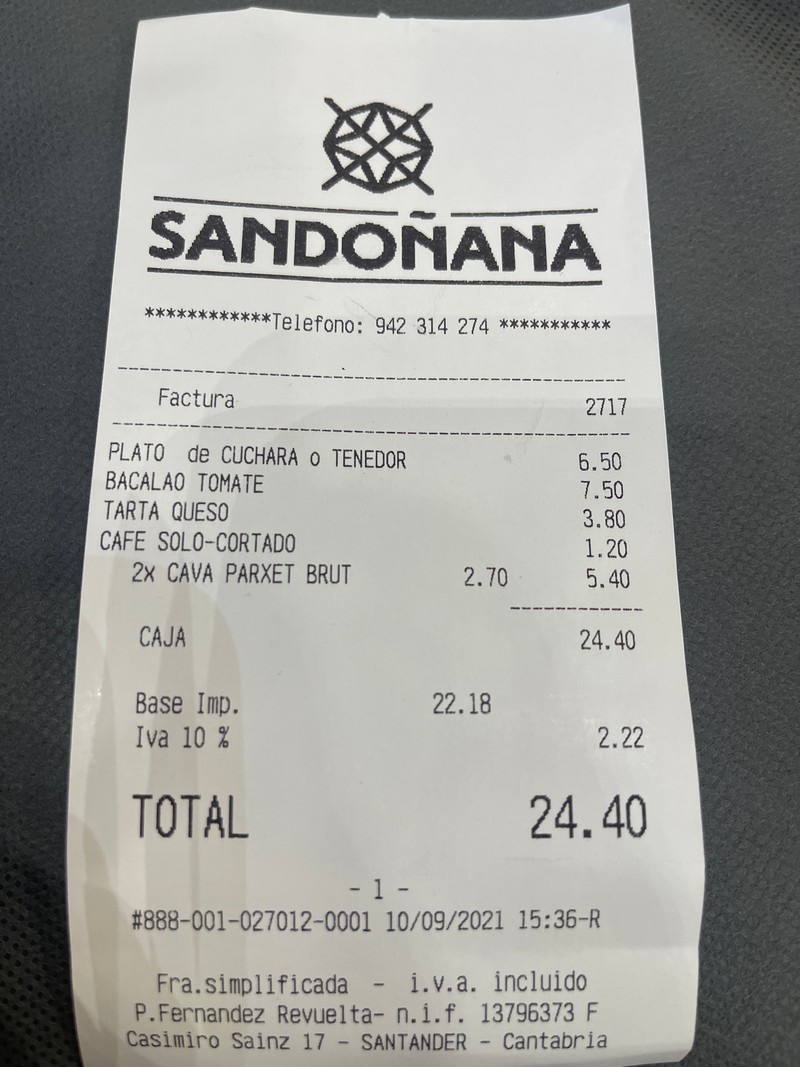 SANDOÑANA
************Telefono: 942 314 274 ***********
Factura 2717
PLATO de CUCHARA o TENEDOR 6.50
BACALAO TOMATE 7.50
TARTA QUESO 3.80
CAFE SOLO-CORTADO 1.20
2x CAVA PARXET BRUT 2.70 5.40
CAJA 24.40
Base Imp. 22.18
Iva 10 % 2.22
TOTAL 24.40
- 1 -
#888-001-027012-0001 10/09/2021 15:36-R
Fra.simplificada - i.v.a. incluido
P.Fernandez Revuelta- n.i.f. 13796373 F
Casimiro Sainz 17 - SANTANDER - Cantabria